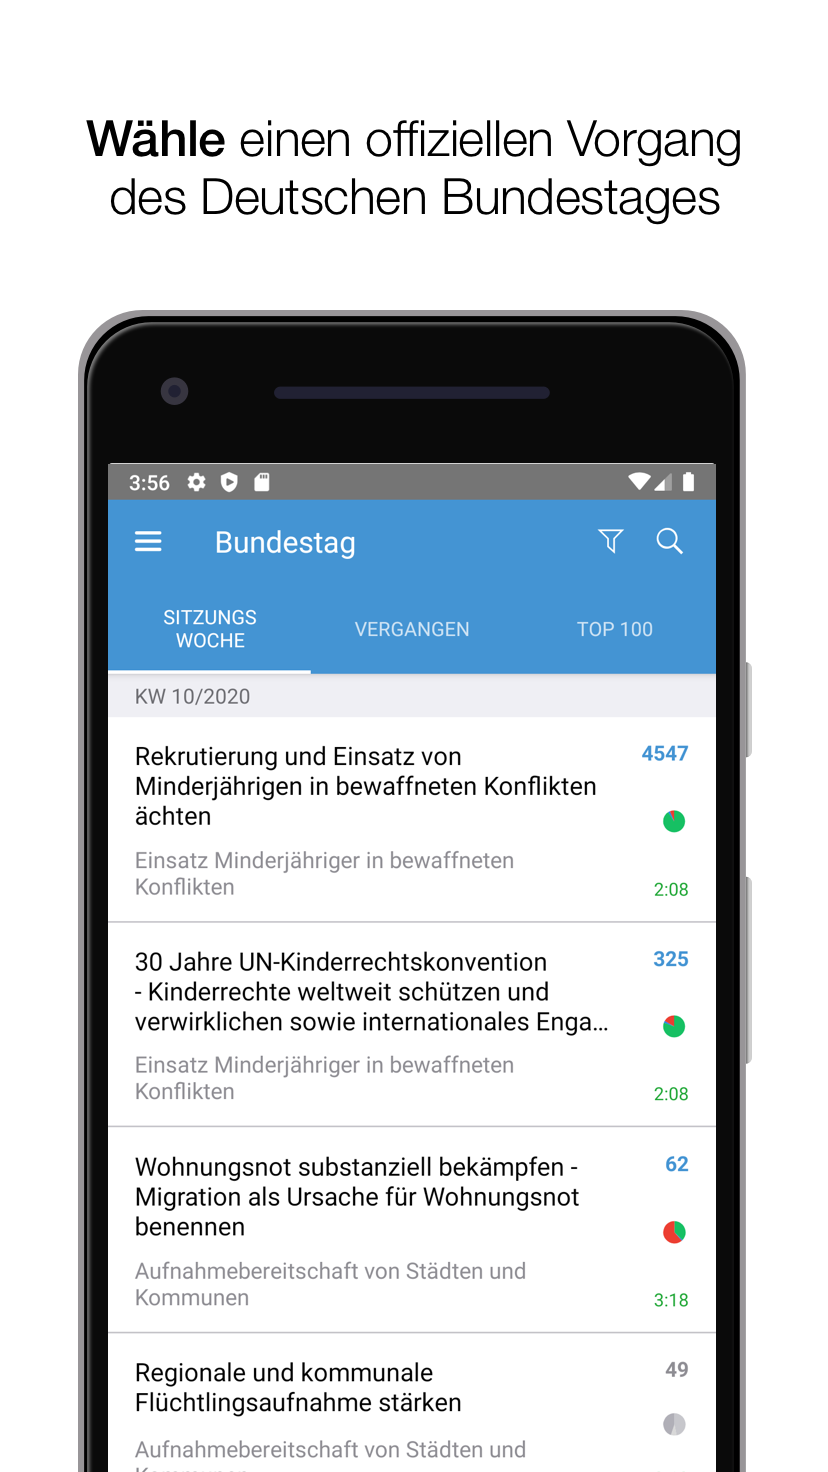 Wähle einen offiziellen Vorgang
des Deutschen Bundestages
3:56
Bundestag
SITZUNGS
WOCHE
VERGANGEN
TOP 100
KW 10/2020
Rekrutierung und Einsatz von
Minderjährigen in bewaffneten Konflikten
ächten
4547
Einsatz Minderjähriger in bewaffneten
Konflikten
2:08
30 Jahre UN-Kinderrechtskonvention
- Kinderrechte weltweit schützen und
verwirklichen sowie internationales Enga...
325
Einsatz Minderjähriger in bewaffneten
Konflikten
2:08
Wohnungsnot substanziell bekämpfen -
Migration als Ursache für Wohnungsnot
benennen
62
Aufnahmebereitschaft von Städten und
Kommunen
3:18
Regionale und kommunale
Flüchtlingsaufnahme stärken
49
Aufnahmebereitschaft von Städten und